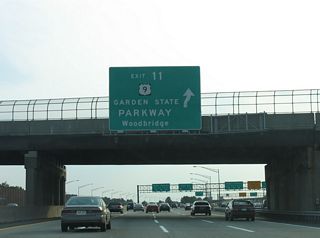 EXIT 11
9
GARDEN STATE
PARKWAY
Woodbridge